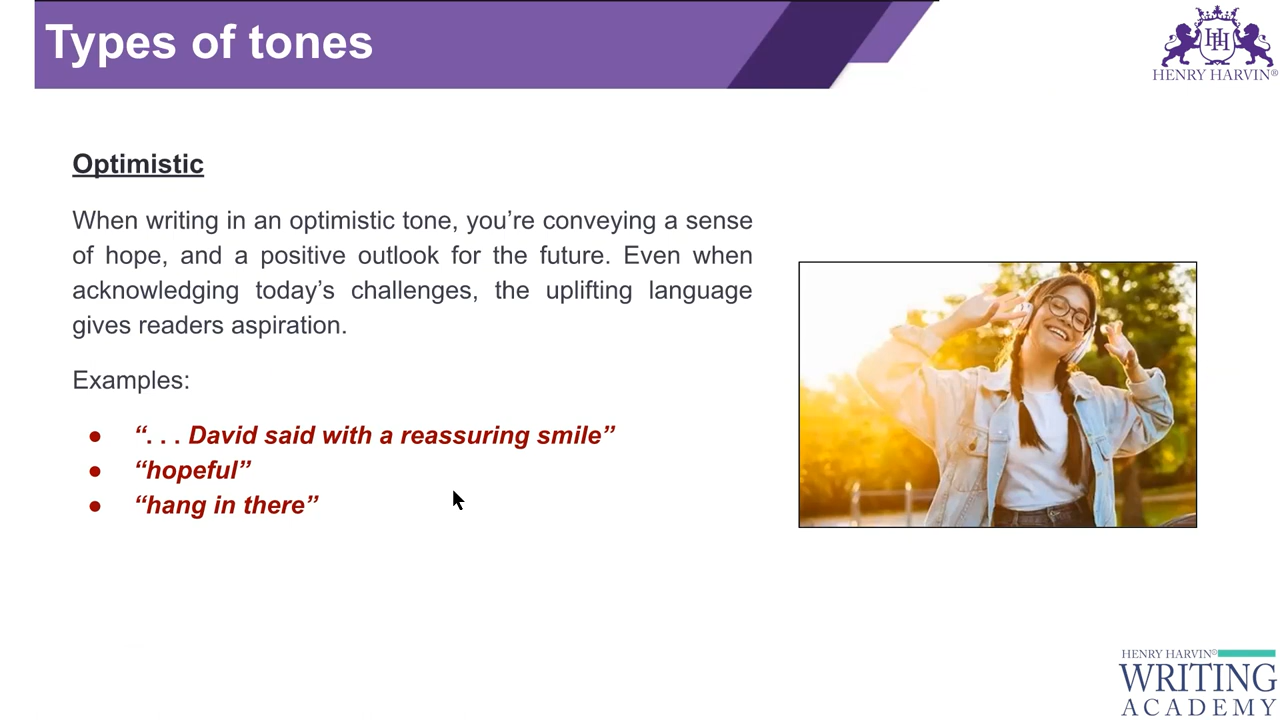 Types of tones
HENRY HARVIN®
Optimistic
When writing in an optimistic tone, you’re conveying a sense
of hope, and a positive outlook for the future. Even when
acknowledging today’s challenges, the uplifting language
gives readers aspiration.
Examples:
● “. . . David said with a reassuring smile”
● “hopeful”
● “hang in there”
HENRY HARVIN®
WRITING
ACADEMY